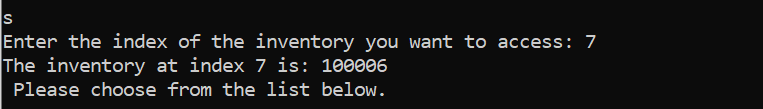 s
Enter the index of the inventory you want to access: 7
The inventory at index 7 is: 100006
 Please choose from the list below.